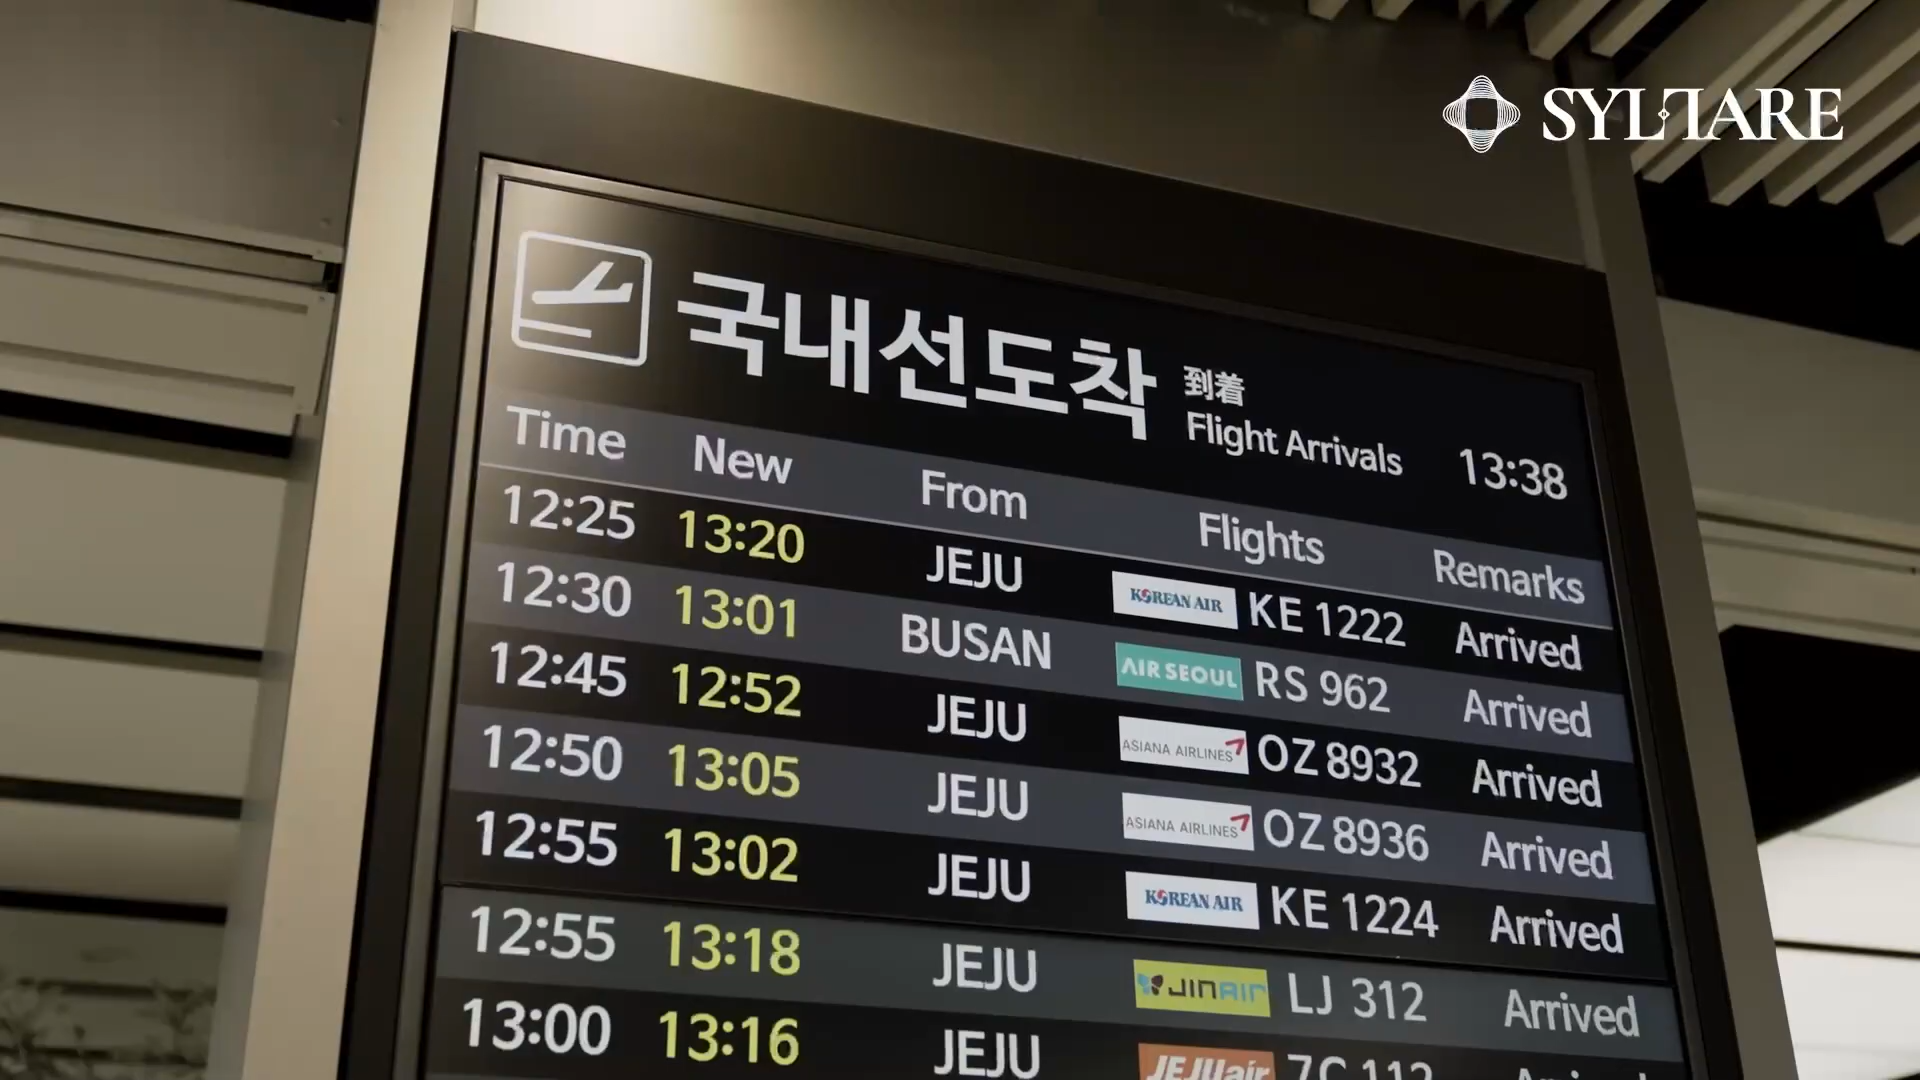 SYLTARE
국내선도착
到着
Flight Arrivals
13:38
Time New From Flights Remarks
12:25 13:20 JEJU KOREAN AIR KE 1222 Arrived
12:30 13:01 BUSAN AIR SEOUL RS 962 Arrived
12:45 12:52 JEJU ASIANA AIRLINES OZ 8932 Arrived
12:50 13:05 JEJU ASIANA AIRLINES OZ 8936 Arrived
12:55 13:02 JEJU KOREAN AIR KE 1224 Arrived
12:55 13:18 JEJU JINAIR LJ 312 Arrived
13:00 13:16 JEJU JEJUair 7C 112